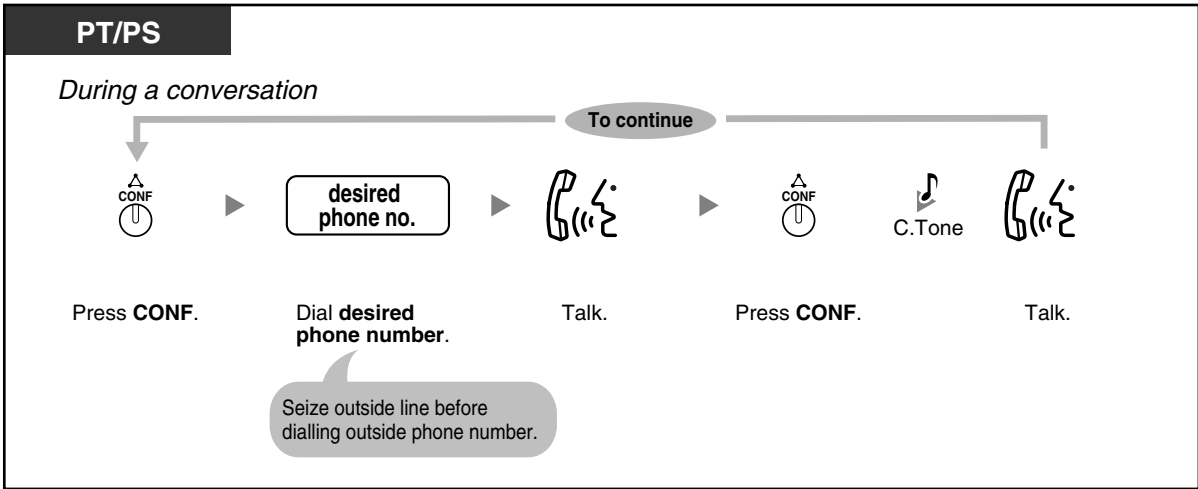 PT/PS
During a conversation
To continue
CONF
desired
phone no.
CONF
C.Tone
Press CONF.
Dial desired
phone number.
Talk.
Press CONF.
Talk.
Seize outside line before
dialling outside phone number.